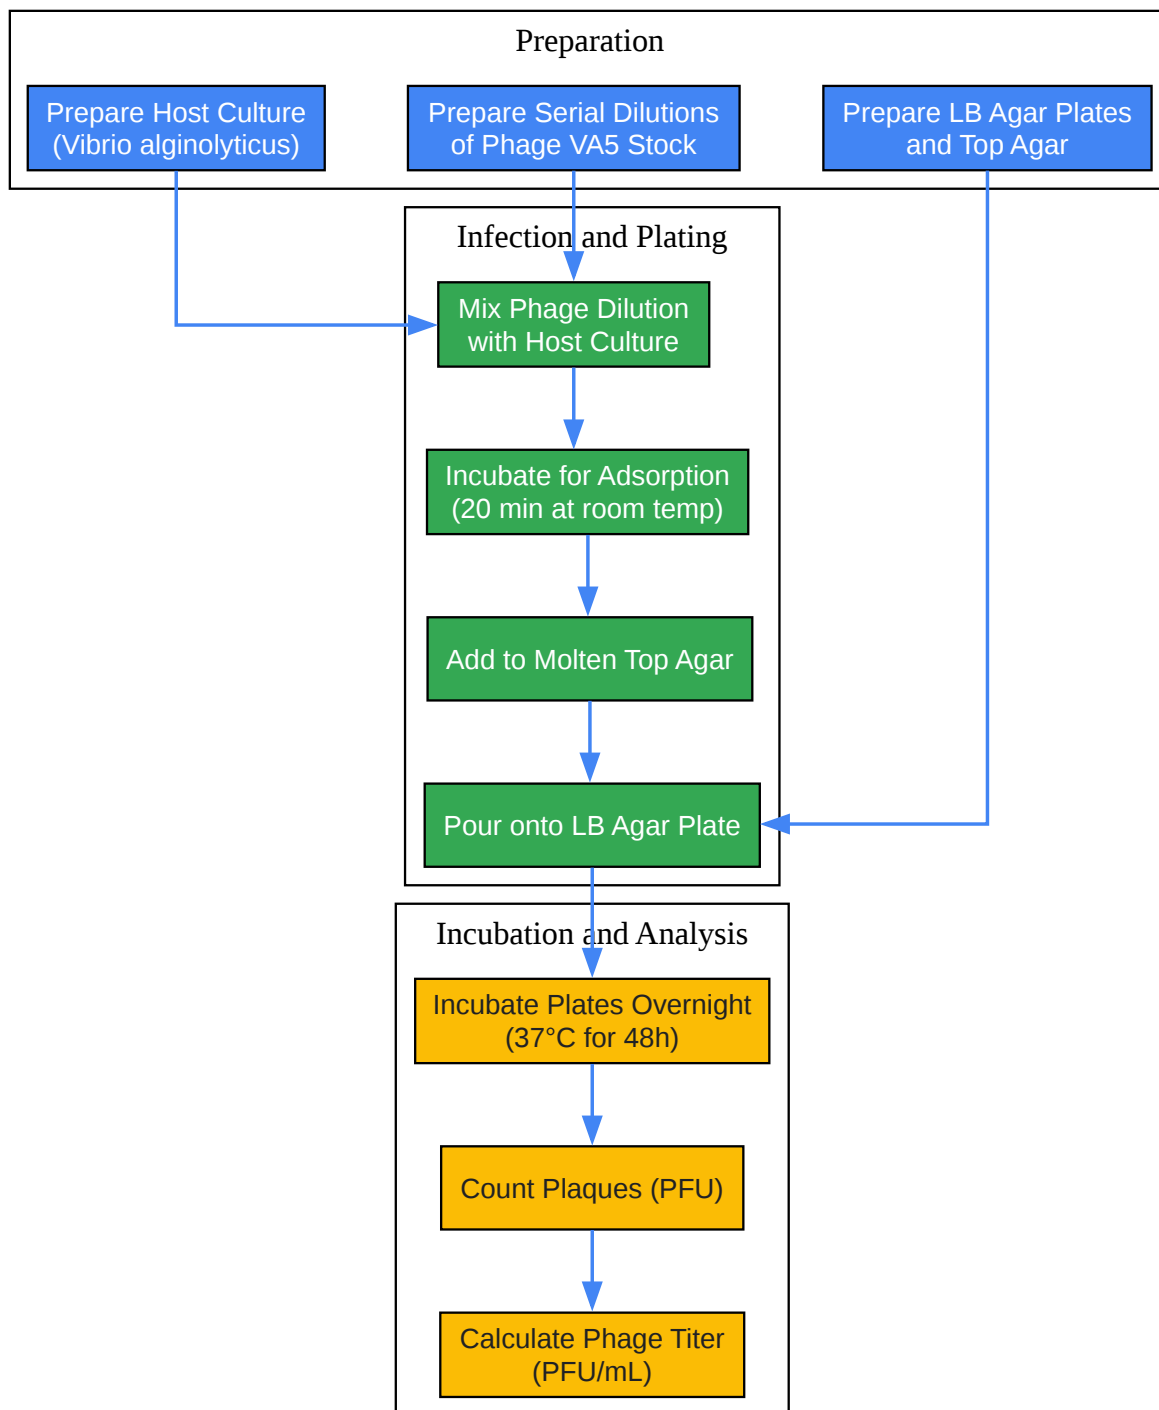 Preparation
Prepare Host Culture
(Vibrio alginolyticus)
Prepare Serial Dilutions
of Phage VA5 Stock
Prepare LB Agar Plates
and Top Agar
Infection and Plating
Mix Phage Dilution
with Host Culture
Incubate for Adsorption
(20 min at room temp)
Add to Molten Top Agar
Pour onto LB Agar Plate
Incubation and Analysis
Incubate Plates Overnight
(37°C for 48h)
Count Plaques (PFU)
Calculate Phage Titer
(PFU/mL)